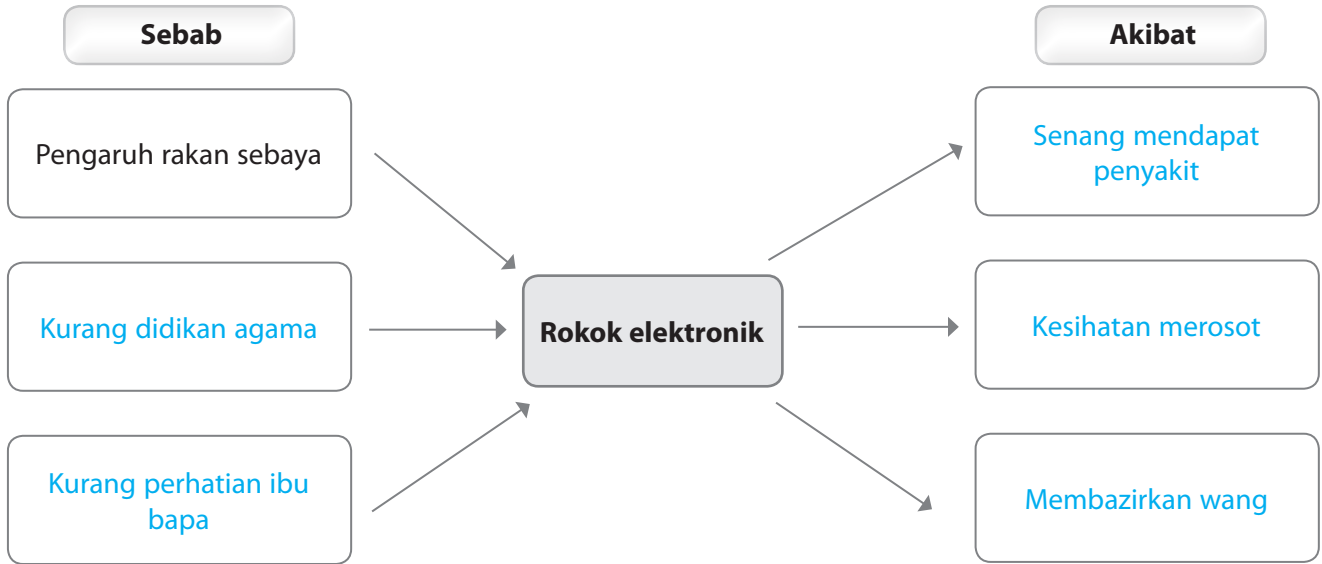 Sebab
Akibat
Pengaruh rakan sebaya
Senang mendapat
penyakit
Kurang didikan agama
Rokok elektronik
Kesihatan merosot
Kurang perhatian ibu
bapa
Membazirkan wang